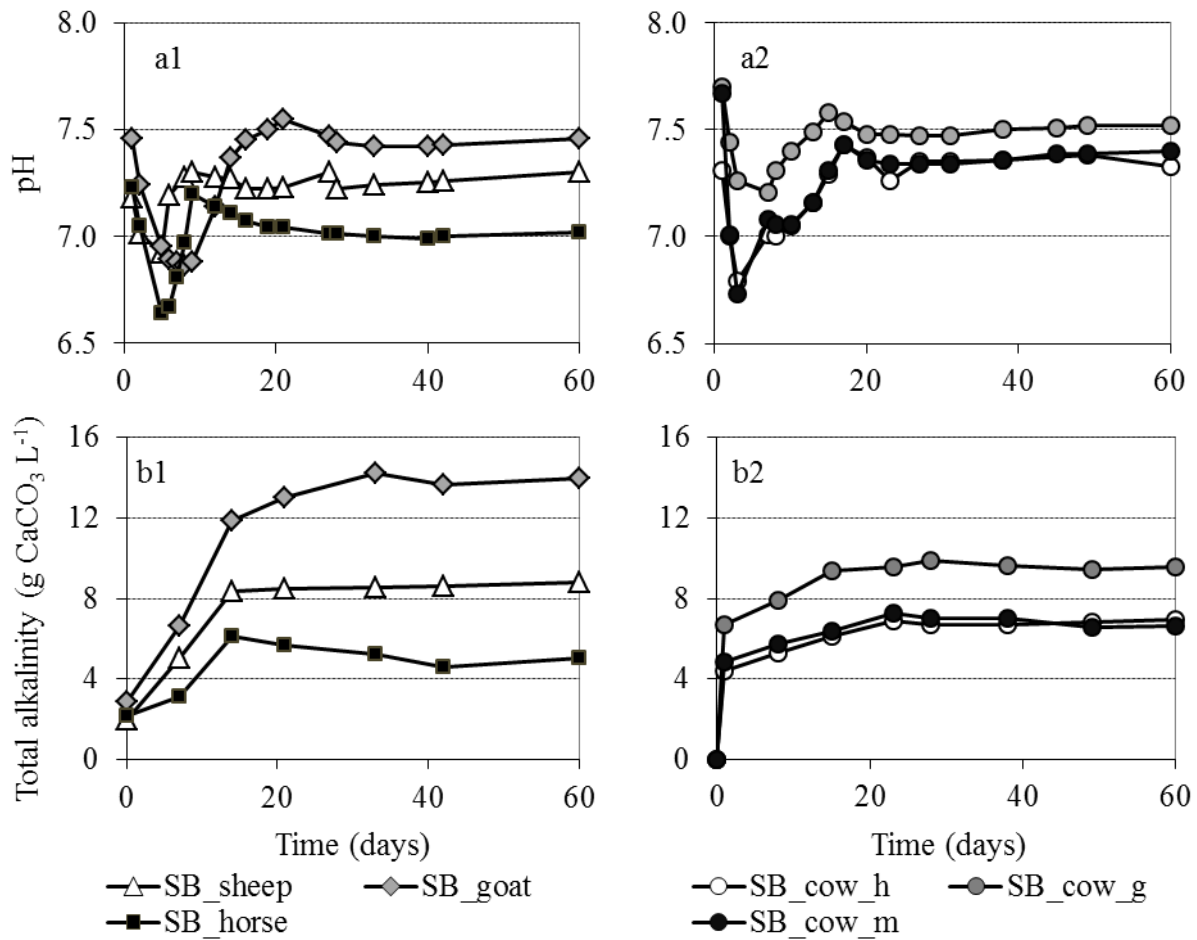 8.0
7.5
7.0
6.5
pH
a1
0
20
40
60
8.0
7.5
7.0
6.5
a2
0
20
40
60
16
12
8
4
0
Total alkalinity (g CaCO₃ L⁻¹)
b1
0
20
40
60
Time (days)
16
12
8
4
0
b2
0
20
40
60
Time (days)
SB_sheep
SB_goat
SB_horse
SB_cow_h
SB_cow_g
SB_cow_m